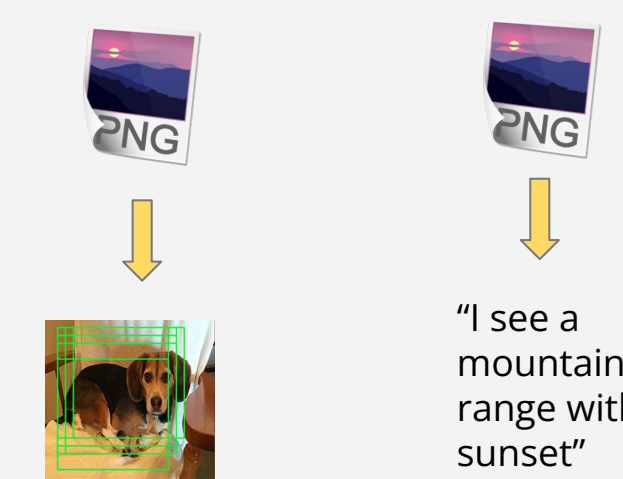 PNG
PNG
“I see a
mountain
range with
sunset”